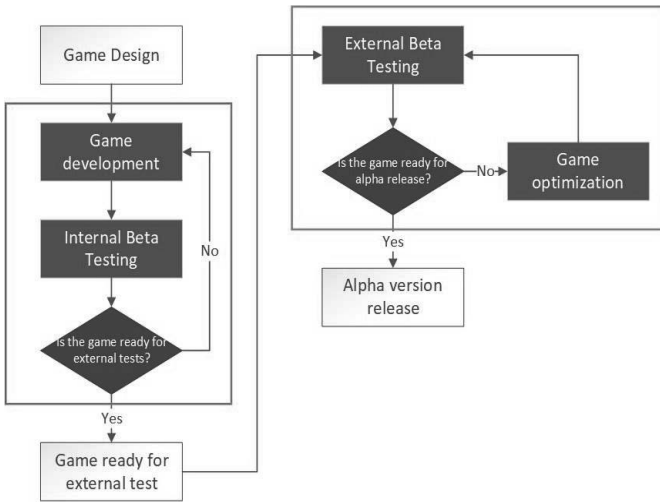 Game Design
Game
development
Internal Beta
Testing
No
Is the game ready for
external tests?
Yes
Game ready for
external test
External Beta
Testing
Is the game ready for
alpha release?
No
Game
optimization
Yes
Alpha version
release